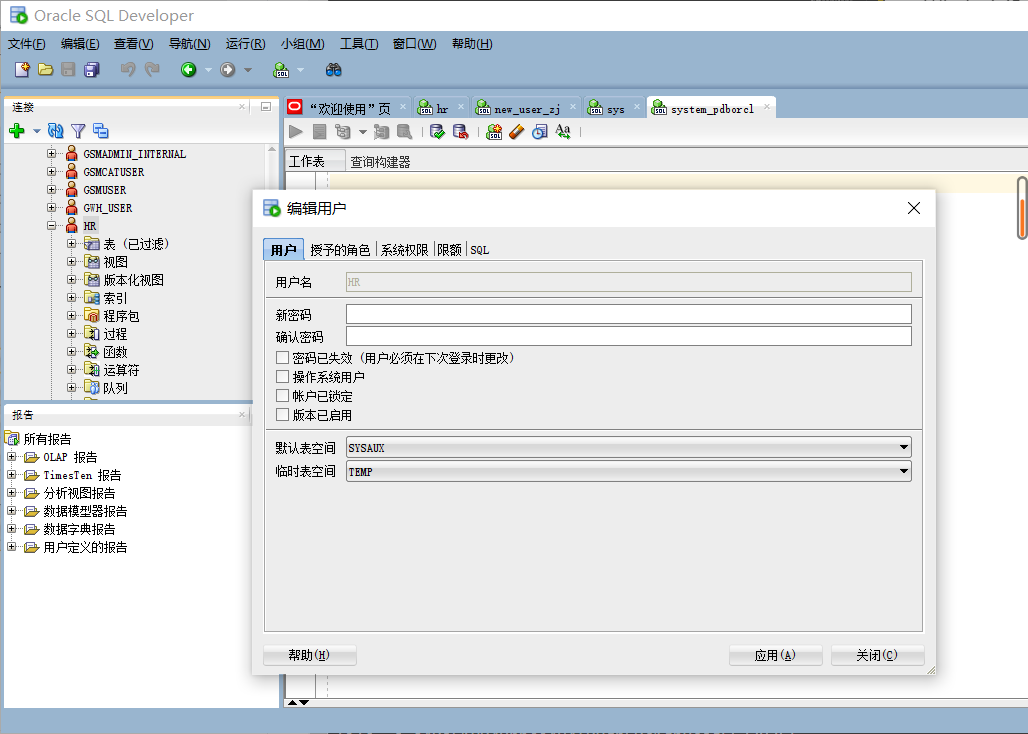 Oracle SQL Developer
文件(F) 编辑(E) 查看(V) 导航(N) 运行(R) 小组(M) 工具(T) 窗口(W) 帮助(H)
连接
GSMADMIN_INTERNAL
GSMCATUSER
GSMUSER
GWH_USER
HR
表 (已过滤)
视图
版本化视图
索引
程序包
过程
函数
运算符
队列
报告
所有报告
OLAP 报告
TimesTen 报告
分析视图报告
数据模型器报告
数据字典报告
用户定义的报告
“欢迎使用”页 hr new_user_zj sys system_pdborcl
工作表 查询构建器
编辑用户
用户 授予的角色 系统权限 限额 SQL
用户名 HR
新密码
确认密码
密码已失效 (用户必须在下次登录时更改)
操作系统用户
帐户已锁定
版本已启用
默认表空间 SYSAUX
临时表空间 TEMP
帮助(H) 应用(A) 关闭(C)